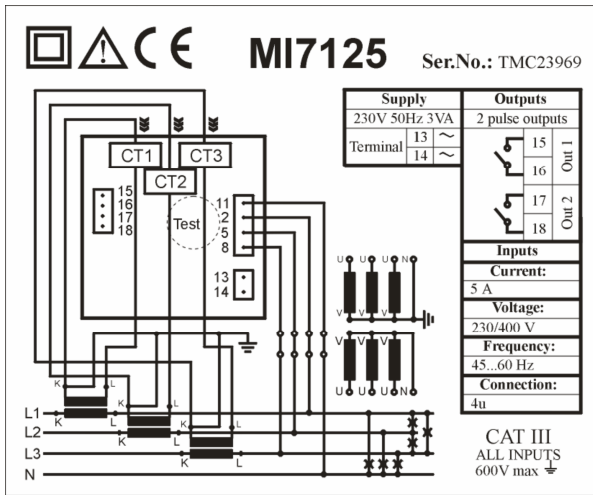 CE MI7125 Ser.No.: TMC23969
Supply
230V 50Hz 3VA
Terminal 13 ~
14 ~
Outputs
2 pulse outputs
15
16
Out 1
17
18
Out 2
Inputs
Current:
5 A
Voltage:
230/400 V
Frequency:
45...60 Hz
Connection:
4u
CAT III
ALL INPUTS
600V max
CT1
CT2
CT3
15
16
17
18
Test
11
2
5
8
13
14
U U U N
V V V
V V V
U U U N
K L
K L
K L
L1
L2
L3
N
K L
K L
K L